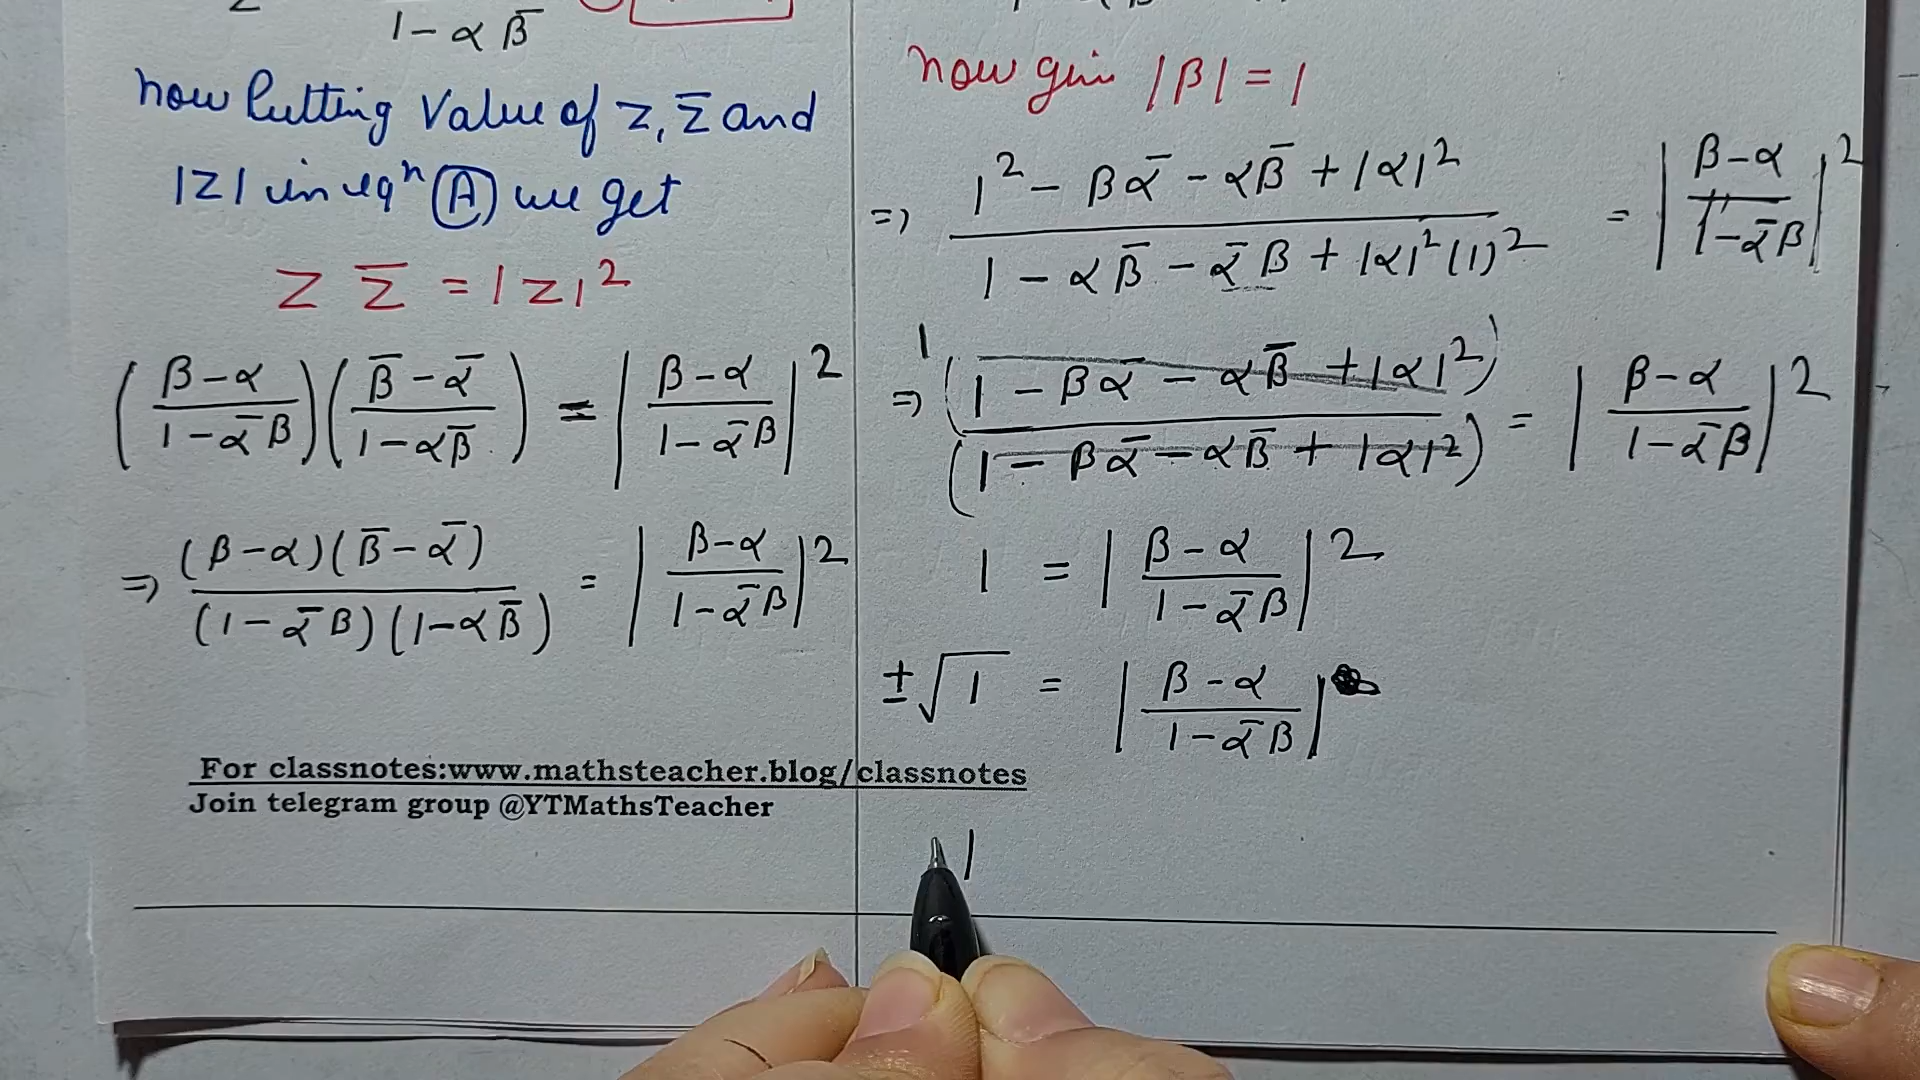 1 - α β̄
now Putting Value of z, z̄ and
|z| in eqⁿ (A) we get
z z̄ = |z|²
((β-α)/(1-ᾱβ)) ((β̄-ᾱ)/(1-αβ̄)) = |(β-α)/(1-ᾱβ)|²
=> (β-α)(β̄-ᾱ)/((1-ᾱβ)(1-αβ̄)) = |(β-α)/(1-ᾱβ)|²
For classnotes:www.mathsteacher.blog/classnotes
Join telegram group @YTMathsTeacher
now |β| = 1
=> (1² - βᾱ - αβ̄ + |α|²)/(1 - αβ̄ - ᾱβ + |α|²(1)²) = |(β-α)/(1-ᾱβ)|²
=> 1 (1 - βᾱ - αβ̄ + |α|²)/(1 - βᾱ - αβ̄ + |α|²) = |(β-α)/(1-ᾱβ)|²
1 = |(β-α)/(1-ᾱβ)|²
±√1 = |(β-α)/(1-ᾱβ)|
1